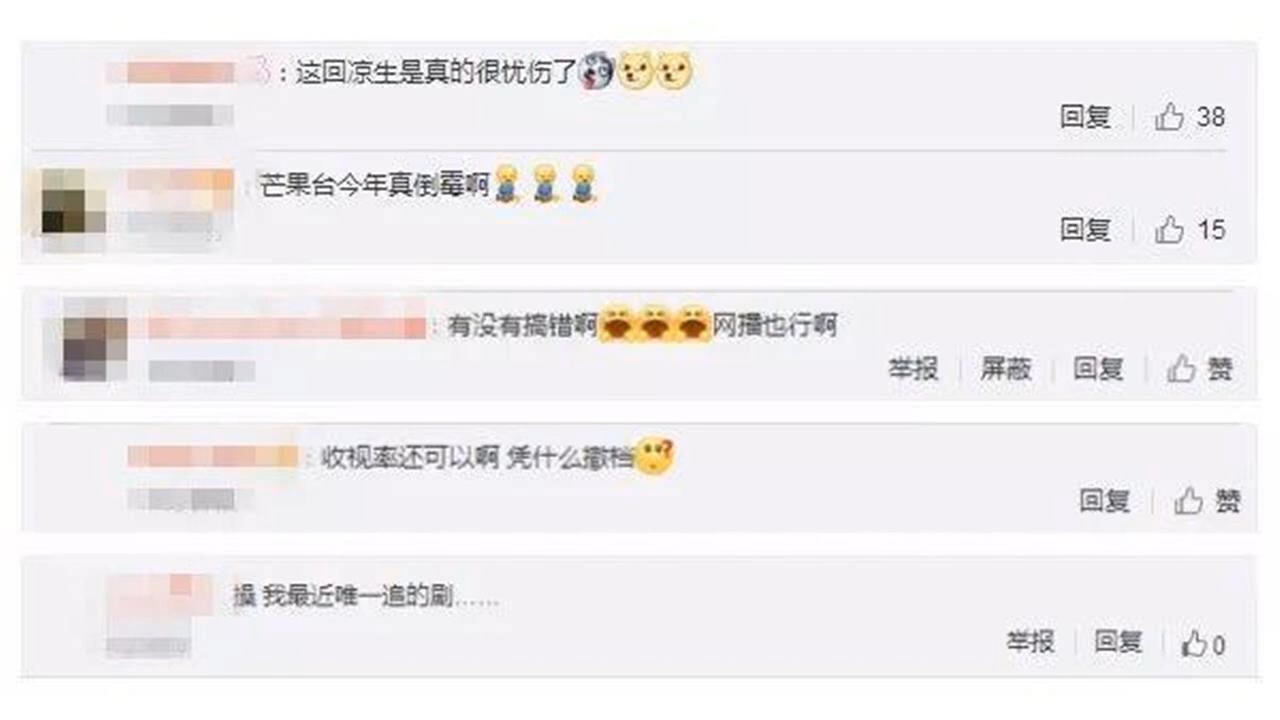 3：这回凉生是真的很忧伤了
回复 38
：芒果台今年真倒霉啊
回复 15
：有没有搞错啊网播也行啊
举报 屏蔽 回复 赞
：收视率还可以啊 凭什么撤档
回复 赞
操 我最近唯一追的剧……
举报 回复 0